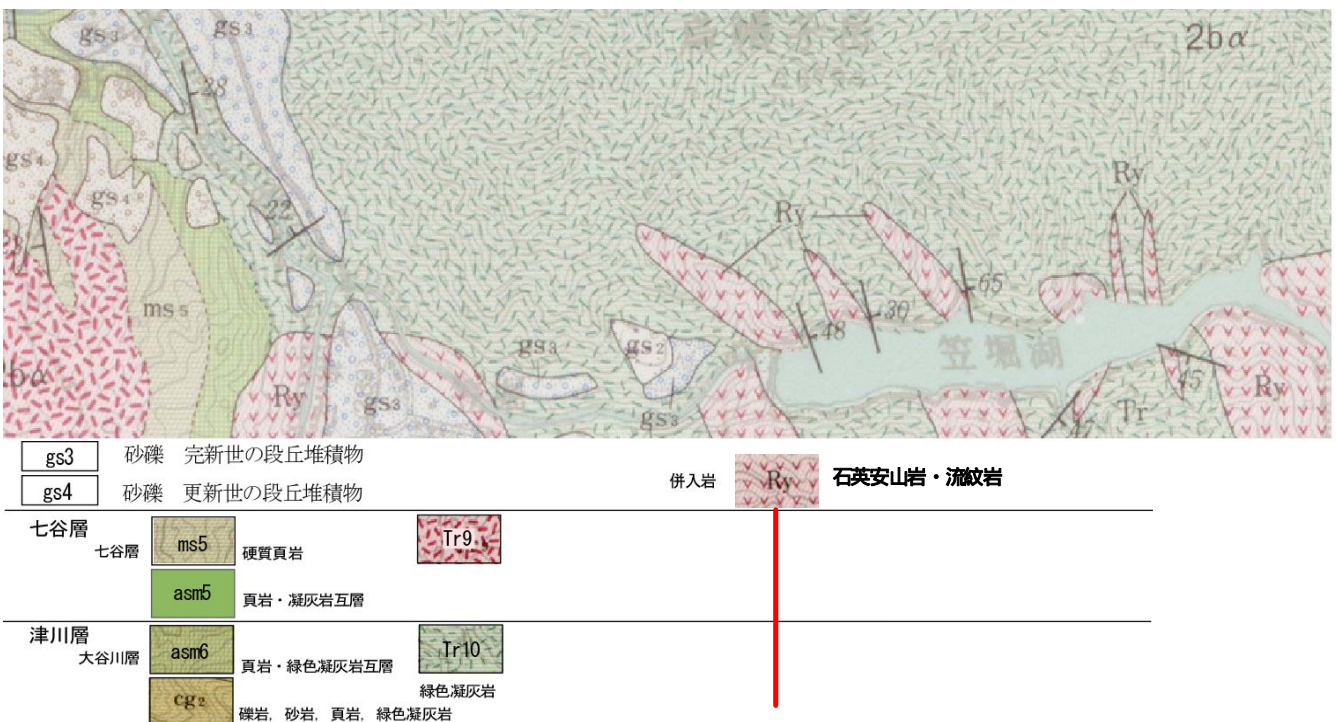 gs3
gs3
2bα
28
gs4
gs4
Ry
Ry
22
65
ms5
30
48
笠堀湖
bα
gs3
gs2
45
Ry
gs3
Ry
gs3
Tr
gs3 砂礫 完新世の段丘堆積物
gs4 砂礫 更新世の段丘堆積物
併入岩 Ry 石英安山岩・流紋岩
七谷層
七谷層 ms5 硬質頁岩 Tr9
asm5 頁岩・凝灰岩互層
津川層
大谷川層 asm6 頁岩・緑色凝灰岩互層 Tr10
緑色凝灰岩
cg2 礫岩, 砂岩, 頁岩, 緑色凝灰岩